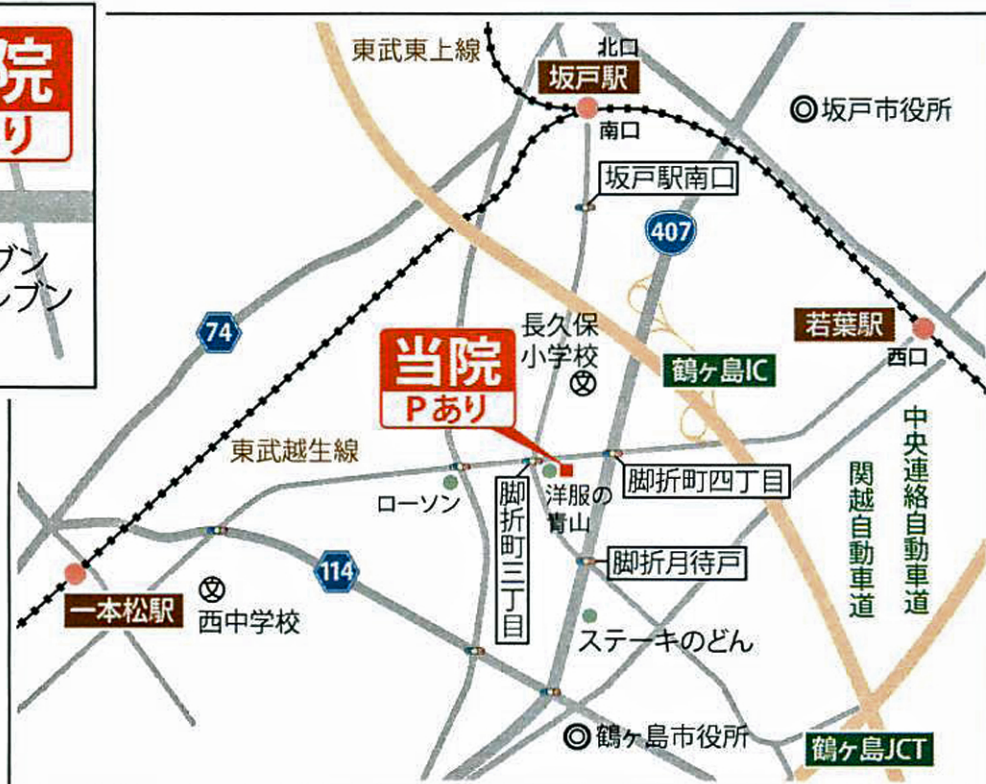 院
り
ブン
レブン
東武東上線
北口
坂戸駅
南口
坂戸市役所
坂戸駅南口
407
若葉駅
西口
74
長久保
小学校
文
当院
Pあり
鶴ヶ島IC
東武越生線
中央連絡自動車道
関越自動車道
ローソン
脚折町三丁目
洋服の
青山
脚折町四丁目
脚折月待戸
114
一本松駅
文
西中学校
ステーキのどん
鶴ヶ島市役所
鶴ヶ島JCT